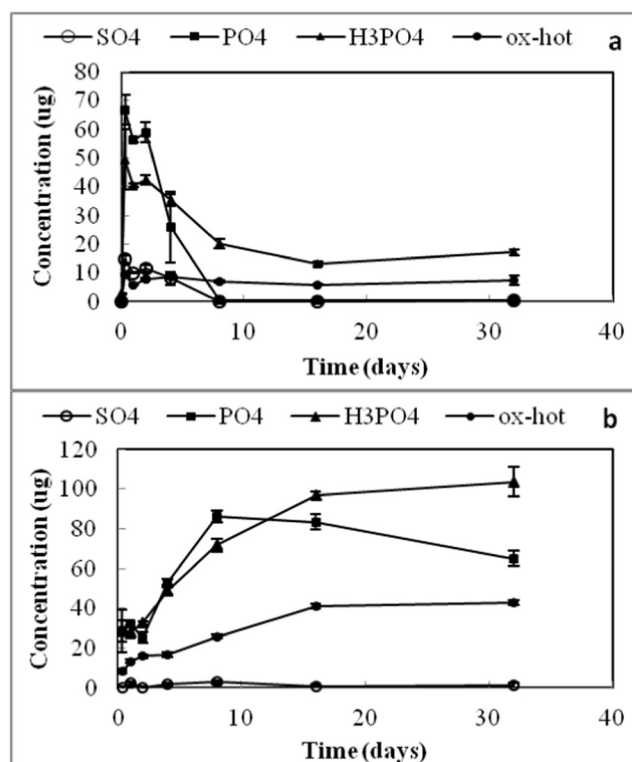 SO4 PO4 H3PO4 ox-hot
a
80
70
60
50
40
30
20
10
0
Concentration (ug)
0 10 20 30 40
Time (days)
SO4 PO4 H3PO4 ox-hot
b
120
100
80
60
40
20
0
Concentration (ug)
0 10 20 30 40
Time (days)